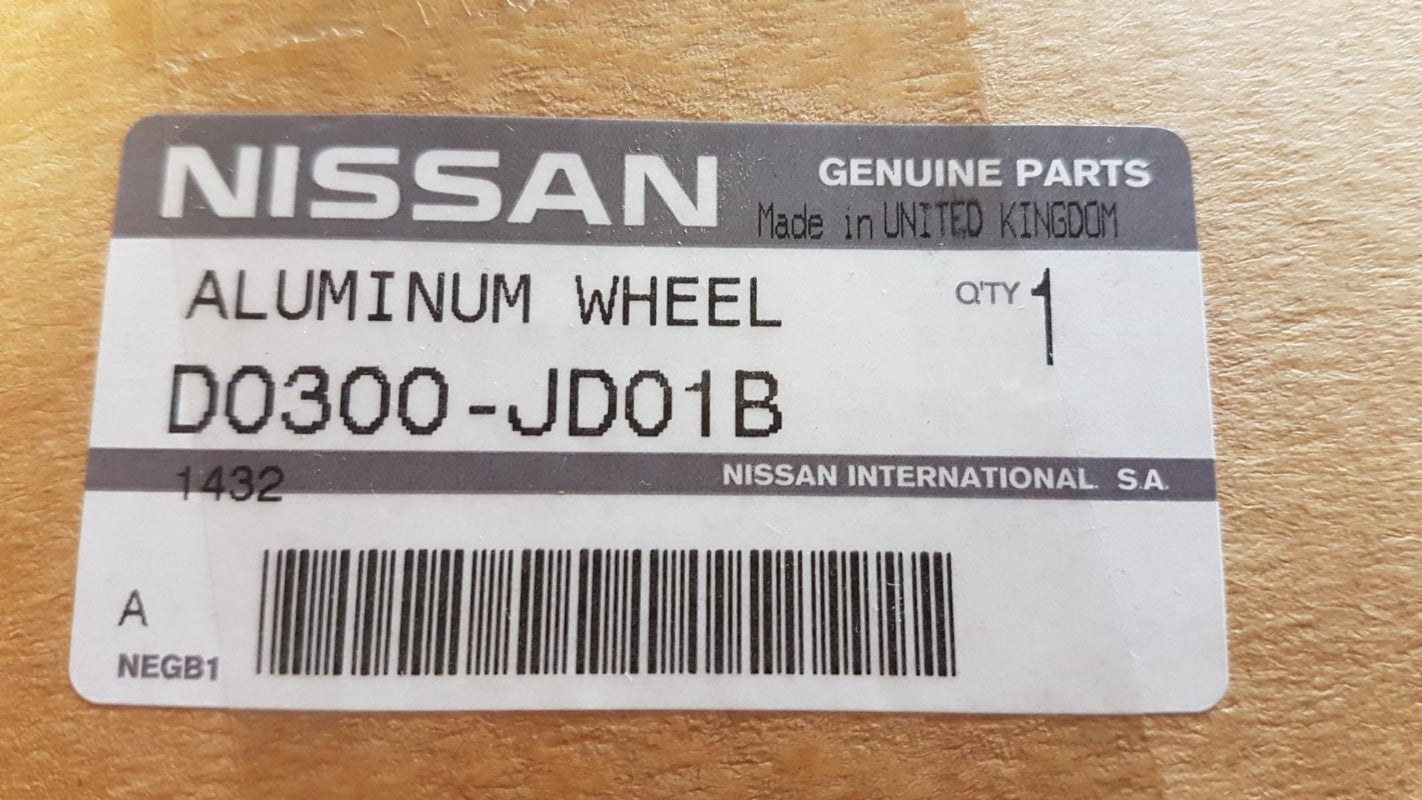 NISSAN GENUINE PARTS
Made in UNITED KINGDOM
ALUMINUM WHEEL Q'TY 1
D0300-JD01B
1432 NISSAN INTERNATIONAL S.A.
A
NEGB1